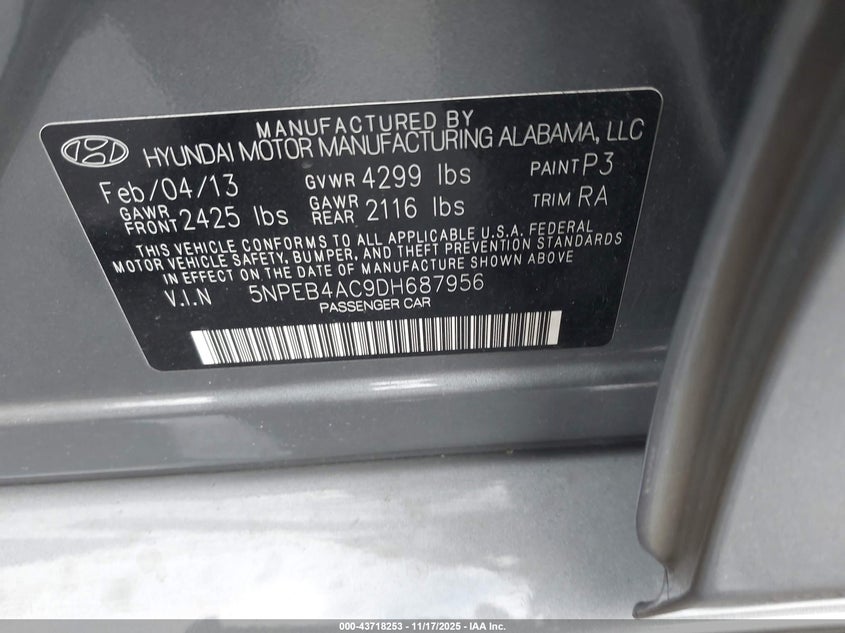 MANUFACTURED BY
HYUNDAI MOTOR MANUFACTURING ALABAMA, LLC
Feb/04/13 GVWR 4299 lbs PAINT P3
GAWR FRONT 2425 lbs GAWR REAR 2116 lbs TRIM RA
THIS VEHICLE CONFORMS TO ALL APPLICABLE U.S.A. FEDERAL
MOTOR VEHICLE SAFETY, BUMPER, AND THEFT PREVENTION STANDARDS
IN EFFECT ON THE DATE OF MANUFACTURE SHOWN ABOVE
V.I.N 5NPEB4AC9DH687956
PASSENGER CAR
000-43718253 - 11/17/2025 - IAA Inc.